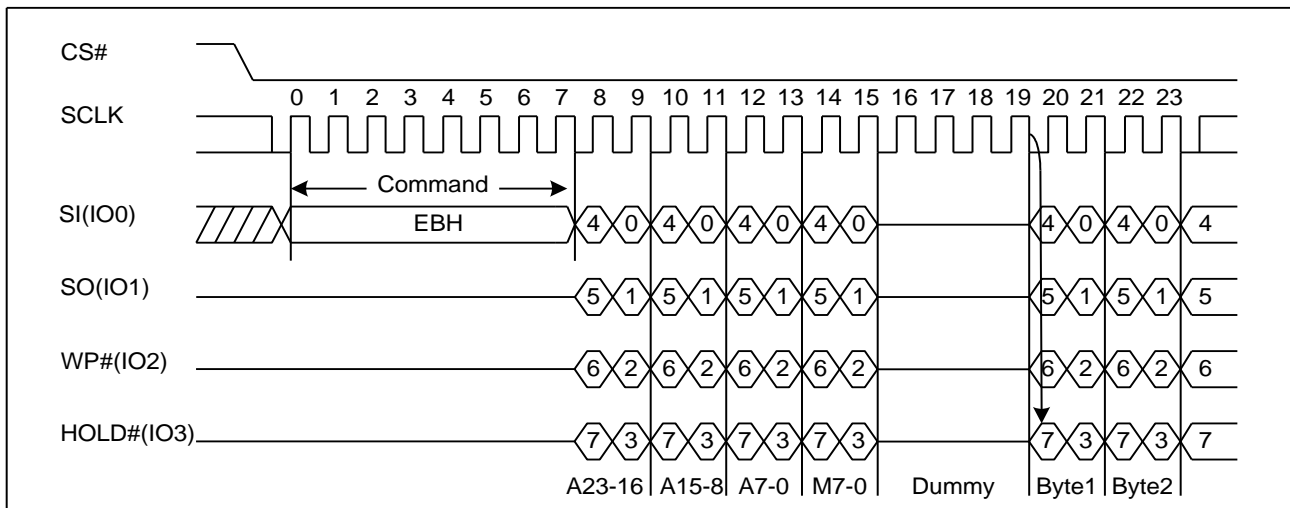 CS#
0 1 2 3 4 5 6 7 8 9 10 11 12 13 14 15 16 17 18 19 20 21 22 23
SCLK
Command
SI(IO0) EBH 4 0 4 0 4 0 4 0 4 0 4 0 4
SO(IO1) 5 1 5 1 5 1 5 1 5 1 5 1 5
WP#(IO2) 6 2 6 2 6 2 6 2 6 2 6 2 6
HOLD#(IO3) 7 3 7 3 7 3 7 3 7 3 7 3 7
A23-16 A15-8 A7-0 M7-0 Dummy Byte1 Byte2